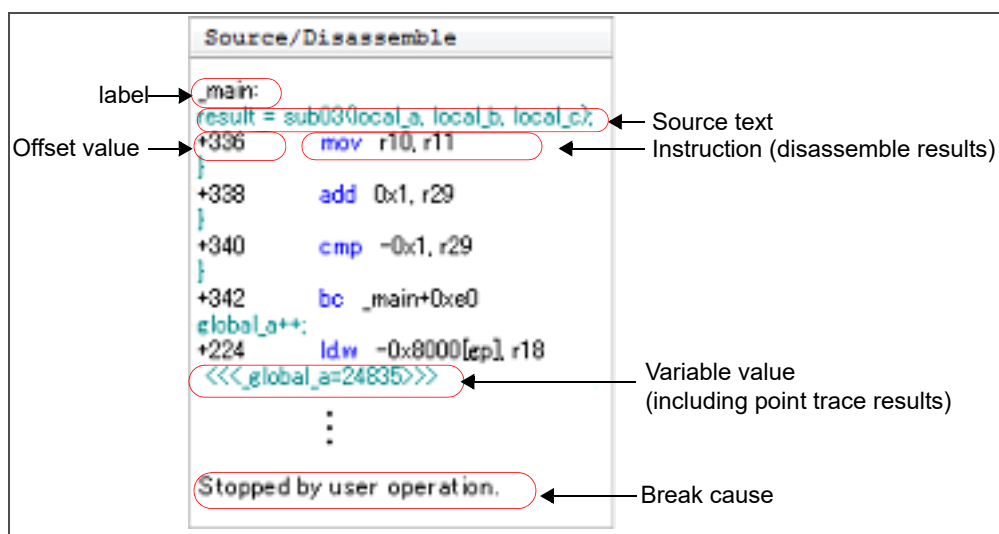 Source/Disassemble
label
_main:
result = sub03(local_a, local_b, local_c);
Source text
Offset value
+336 mov r10, r11
Instruction (disassemble results)
}
+338 add 0x1, r29
}
+340 cmp -0x1, r29
}
+342 bc _main+0xe0
global_a++;
+224 ld.w -0x8000[gp], r18
<<<_global_a=24835>>>
Variable value
(including point trace results)
Stopped by user operation.
Break cause